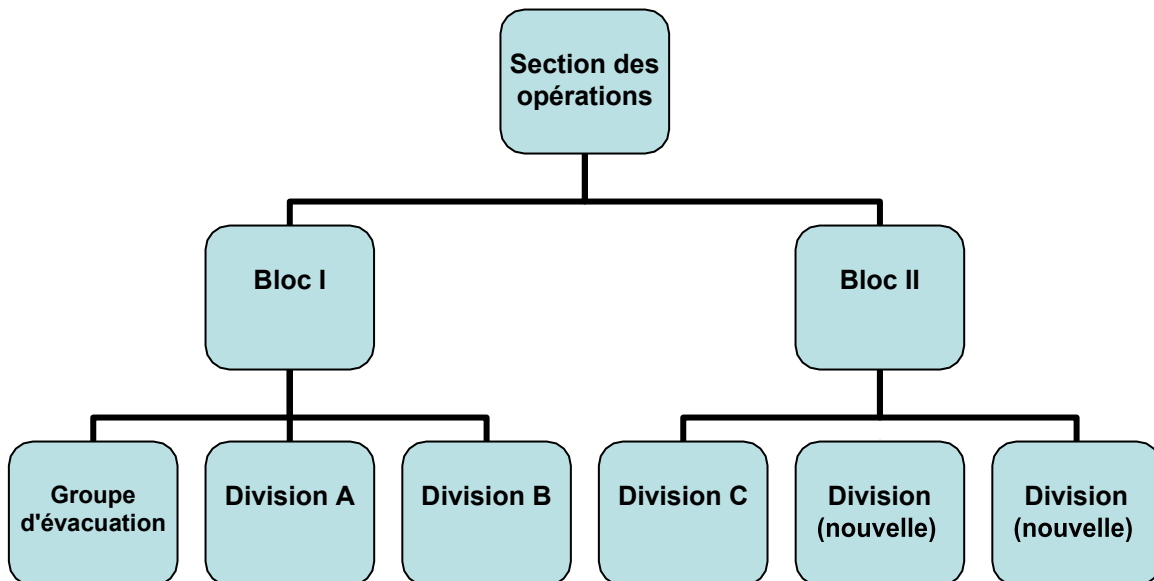 Section des
opérations
Bloc I
Bloc II
Groupe
d'évacuation
Division A
Division B
Division C
Division
(nouvelle)
Division
(nouvelle)